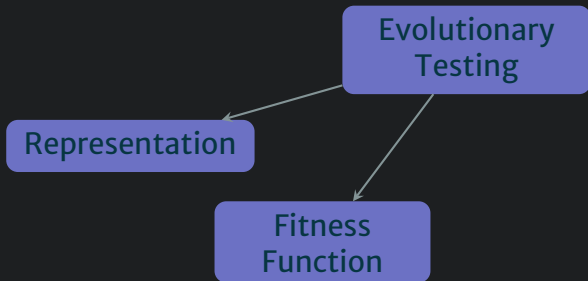 Evolutionary
Testing
Representation
Fitness
Function